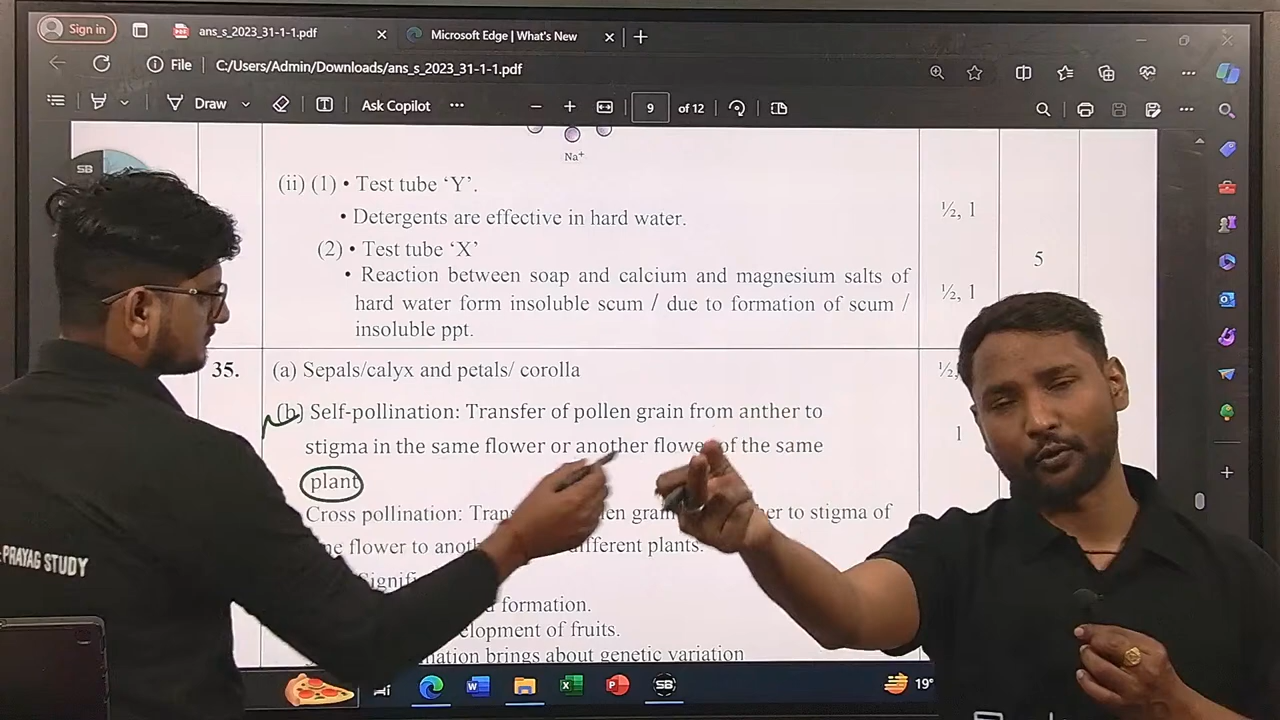 Sign in
ans_s_2023_31-1-1.pdf
Microsoft Edge | What's New
File
C:/Users/Admin/Downloads/ans_s_2023_31-1-1.pdf
Draw
Ask Copilot
9 of 12
Na⁺
SB
(ii) (1) • Test tube ‘Y’.
• Detergents are effective in hard water.
½, 1
(2) • Test tube ‘X’
5
• Reaction between soap and calcium and magnesium salts of
hard water form insoluble scum / due to formation of scum /
½, 1
insoluble ppt.
35.
(a) Sepals/calyx and petals/ corolla
½,
(b) Self-pollination: Transfer of pollen grain from anther to
stigma in the same flower or another flower of the same
1
plant
Cross pollination: to stigma of
flower to different plants.
formation.
of fruits.
brings about genetic variation
PRAYAG STUDY
SB
19°